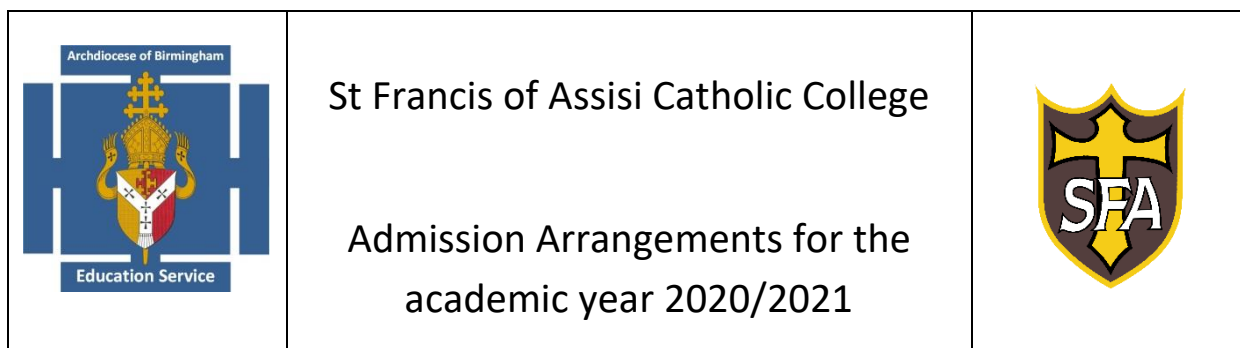 Archdiocese of Birmingham
Education Service
St Francis of Assisi Catholic College
Admission Arrangements for the
academic year 2020/2021
SFA